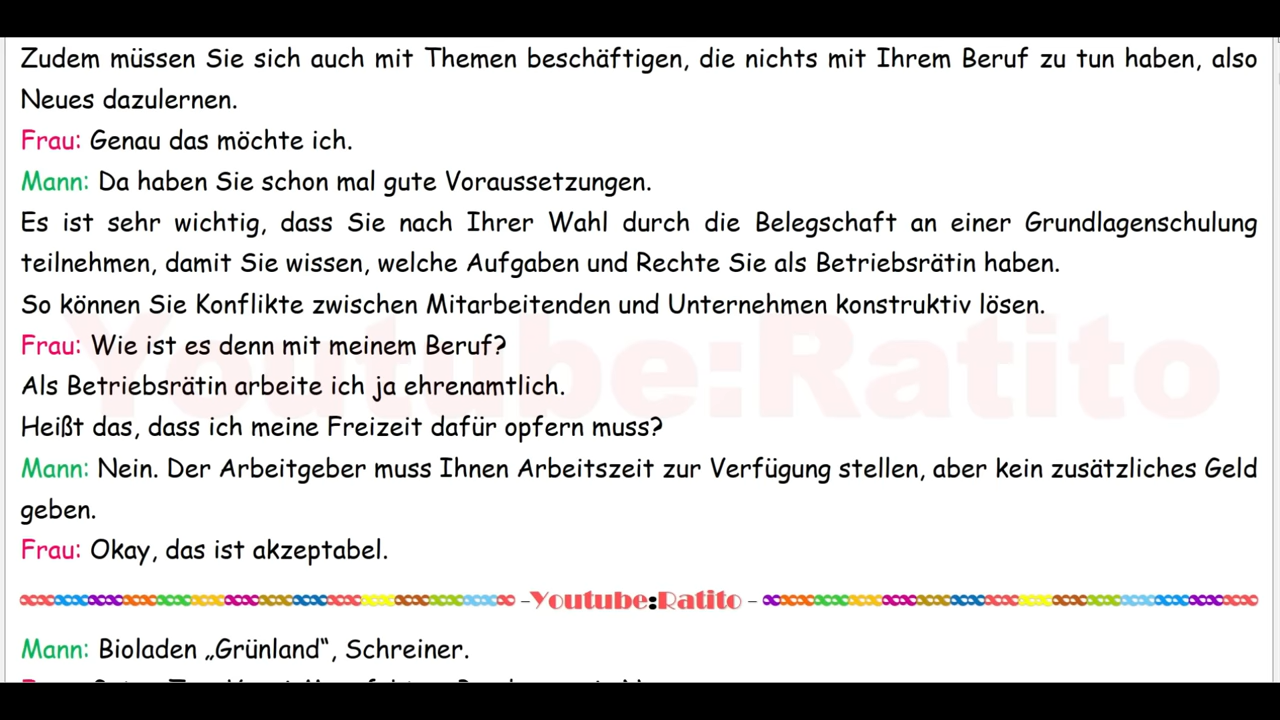 Zudem müssen Sie sich auch mit Themen beschäftigen, die nichts mit Ihrem Beruf zu tun haben, also
Neues dazulernen.
Frau: Genau das möchte ich.
Mann: Da haben Sie schon mal gute Voraussetzungen.
Es ist sehr wichtig, dass Sie nach Ihrer Wahl durch die Belegschaft an einer Grundlagenschulung
teilnehmen, damit Sie wissen, welche Aufgaben und Rechte Sie als Betriebsrätin haben.
So können Sie Konflikte zwischen Mitarbeitenden und Unternehmen konstruktiv lösen.
Youtube:Ratito
Frau: Wie ist es denn mit meinem Beruf?
Als Betriebsrätin arbeite ich ja ehrenamtlich.
Heißt das, dass ich meine Freizeit dafür opfern muss?
Mann: Nein. Der Arbeitgeber muss Ihnen Arbeitszeit zur Verfügung stellen, aber kein zusätzliches Geld
geben.
Frau: Okay, das ist akzeptabel.
–Youtube:Ratito –
Mann: Bioladen „Grünland“, Schreiner.